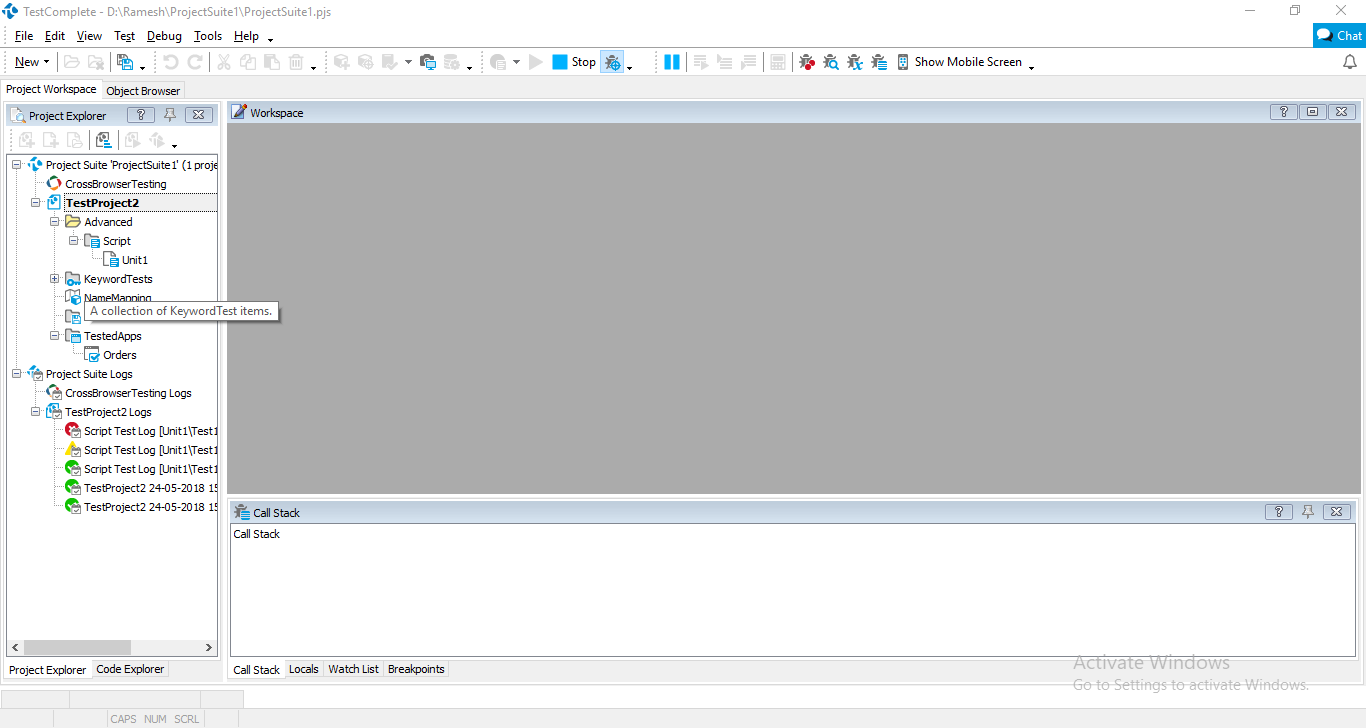 TestComplete - D:\Ramesh\ProjectSuite1\ProjectSuite1.pjs
File Edit View Test Debug Tools Help
Chat
New
Stop
Show Mobile Screen
Project Workspace Object Browser
Project Explorer
Workspace
Project Suite 'ProjectSuite1' (1 proje
CrossBrowserTesting
TestProject2
Advanced
Script
Unit1
KeywordTests
NameMapping
A collection of KeywordTest items.
TestedApps
Orders
Project Suite Logs
CrossBrowserTesting Logs
TestProject2 Logs
Script Test Log [Unit1\Test1
Script Test Log [Unit1\Test1
Script Test Log [Unit1\Test1
TestProject2 24-05-2018 15
TestProject2 24-05-2018 15
Call Stack
Call Stack
Project Explorer Code Explorer
Call Stack Locals Watch List Breakpoints
Activate Windows
Go to Settings to activate Windows.
CAPS NUM SCRL